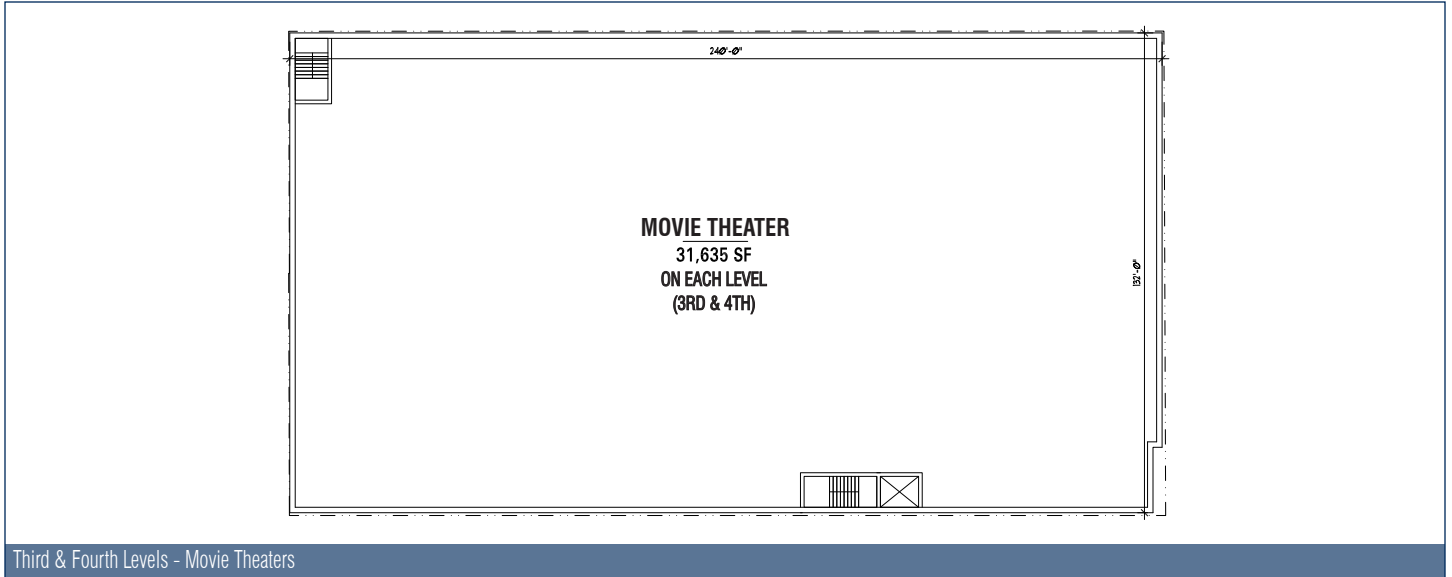 240'-0"
MOVIE THEATER
31,635 SF
ON EACH LEVEL
(3RD & 4TH)
132'-0"
Third & Fourth Levels - Movie Theaters